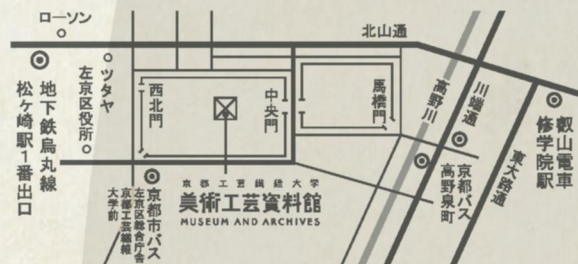 ローソン
北山通
地下鉄烏丸線
松ヶ崎駅1番出口
ツタヤ
左京区役所
西北門
中央門
馬橋門
高野川
川端通
叡山電車
修学院駅
東大路通
京都バス
高野泉町
京都市バス
左京区総合庁舎
京都工芸繊維
大学前
京都工芸繊維大学
美術工芸資料館
MUSEUM AND ARCHIVES